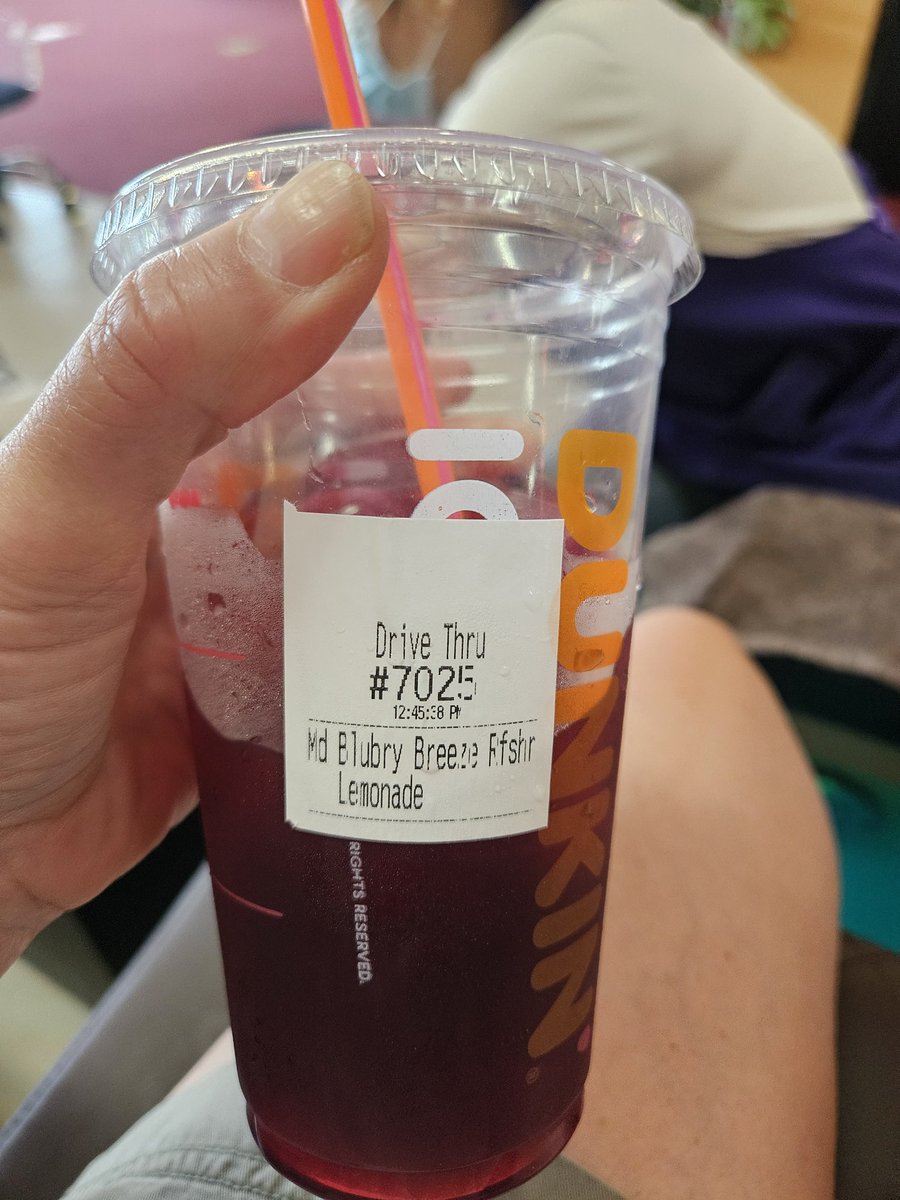 Drive Thru
#7025
12:45:38 PM
Md Blubry Breeze Rfshr
Lemonade
DUNKIN
RIGHTS RESERVED.